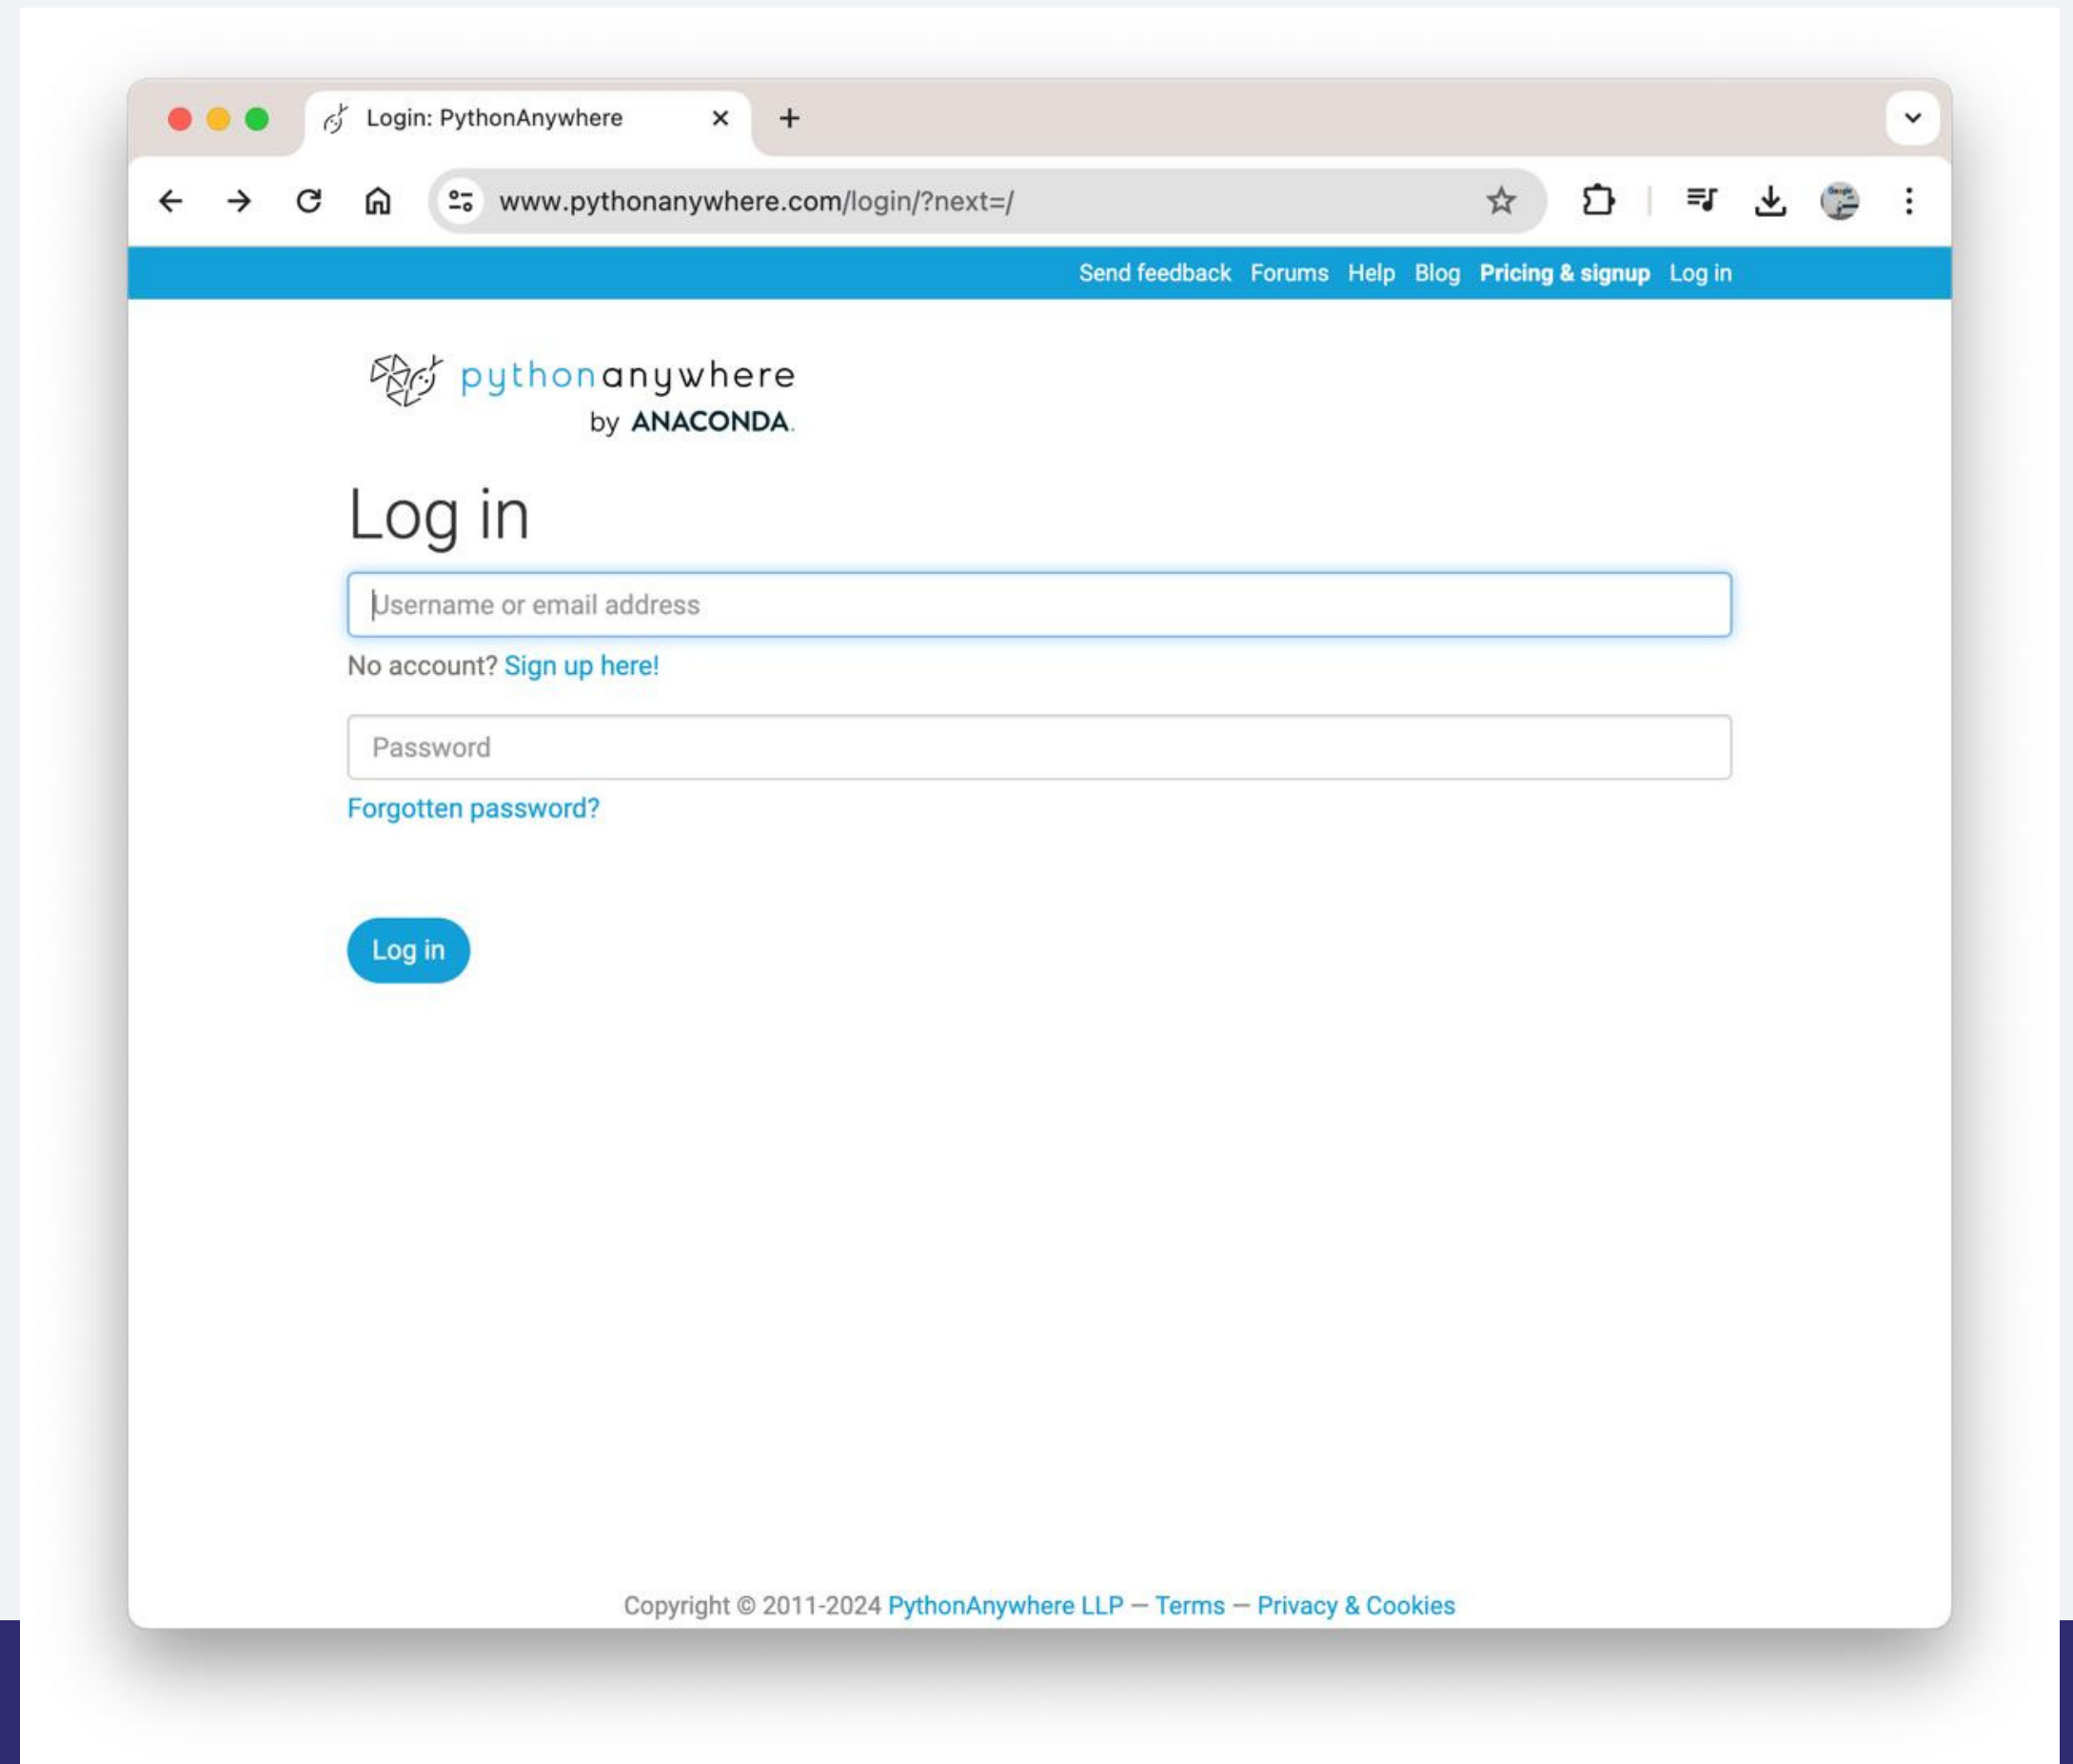 Login: PythonAnywhere
www.pythonanywhere.com/login/?next=/
Send feedback Forums Help Blog Pricing & signup Log in
pythonanywhere
by ANACONDA.
Log in
Username or email address
No account? Sign up here!
Password
Forgotten password?
Log in
Copyright © 2011-2024 PythonAnywhere LLP — Terms — Privacy & Cookies